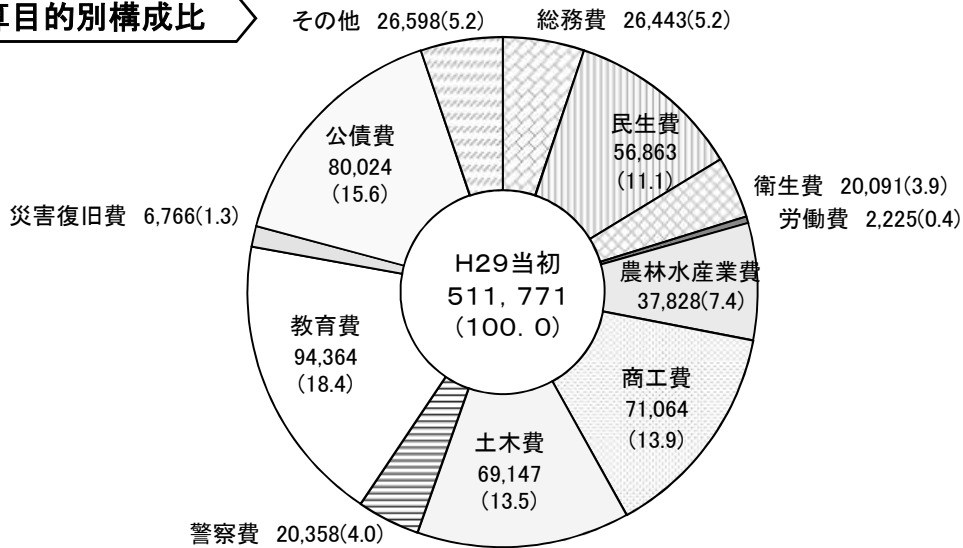 算目的別構成比
その他 26,598(5.2)
総務費 26,443(5.2)
民生費
56,863
(11.1)
衛生費 20,091(3.9)
労働費 2,225(0.4)
農林水産業費
37,828(7.4)
商工費
71,064
(13.9)
土木費
69,147
(13.5)
警察費 20,358(4.0)
教育費
94,364
(18.4)
災害復旧費 6,766(1.3)
公債費
80,024
(15.6)
H29当初
511,771
(100.0)